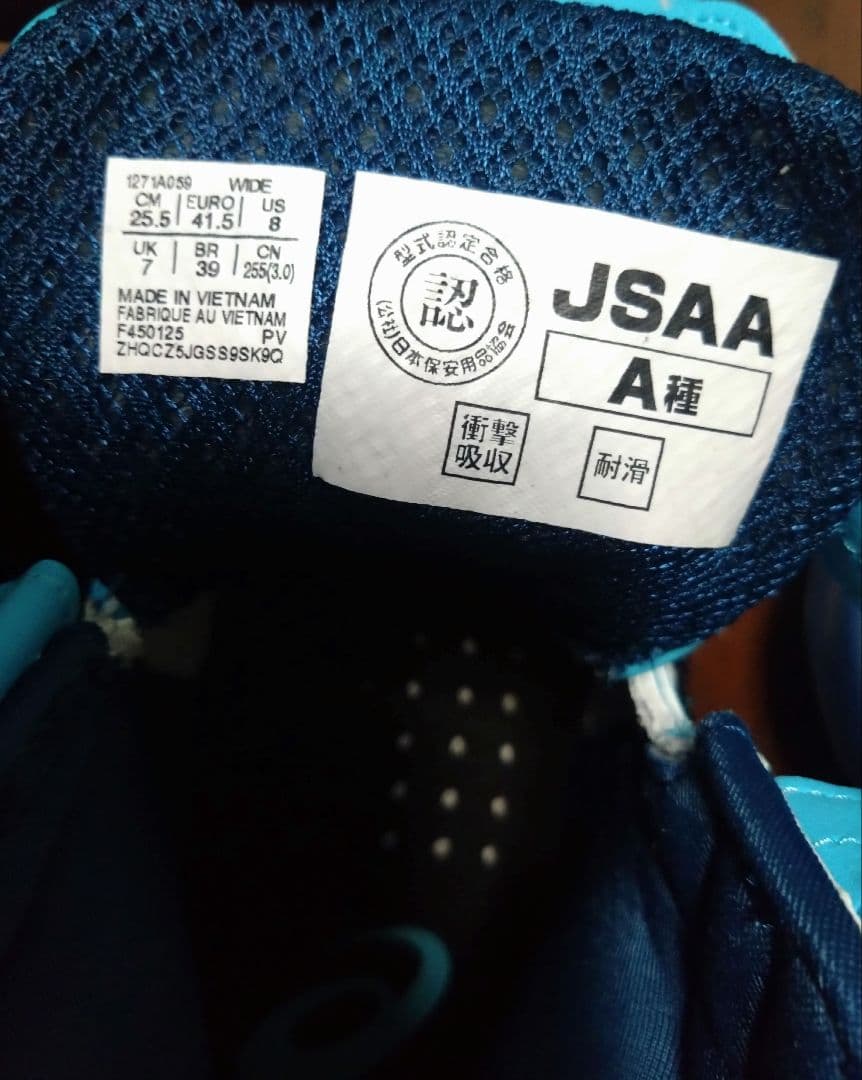 1271A059 WIDE
CM EURO US
25.5 41.5 8
UK BR CN
7 39 255(3.0)
MADE IN VIETNAM
FABRIQUE AU VIETNAM
F450125 PV
ZHQCZ5JGSS9SK9Q
型式認定合格
認
(公社)日本保安用品協会
JSAA
A種
衝撃
吸収
耐滑